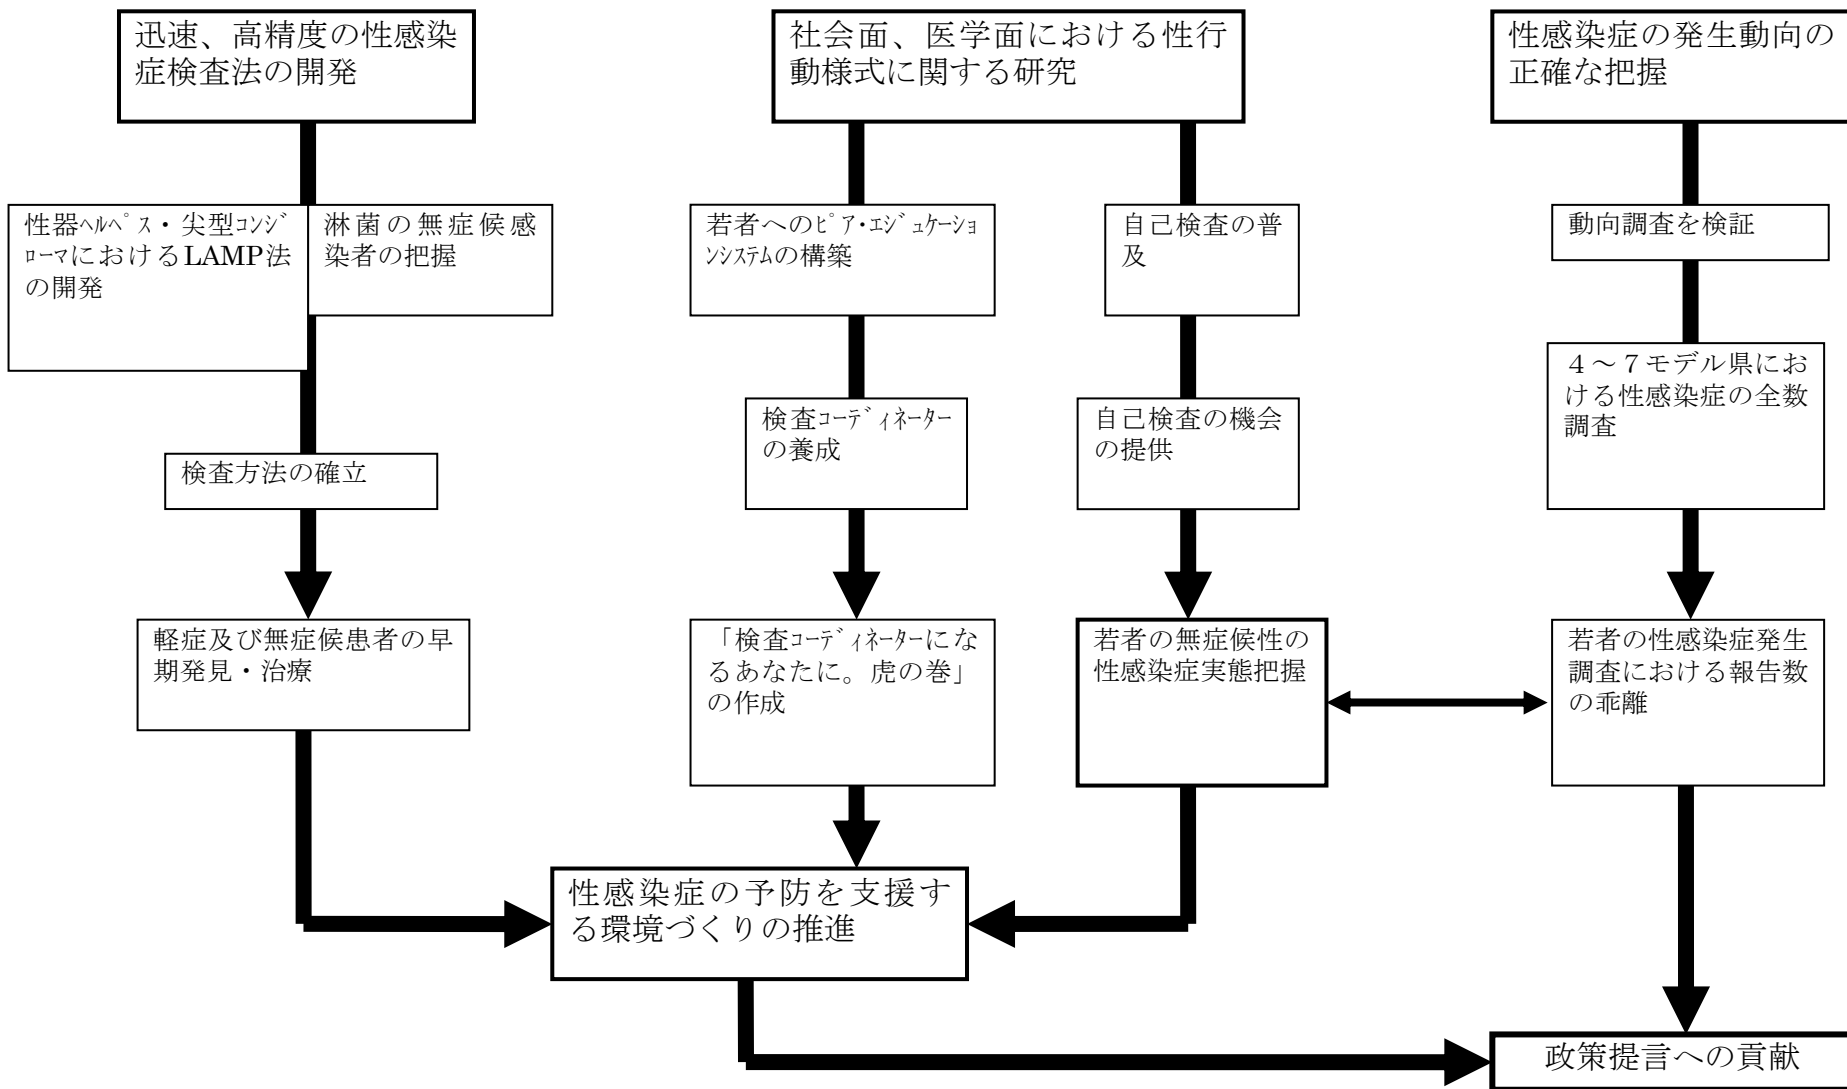 迅速、高精度の性感染
症検査法の開発
社会面、医学面における性行
動様式に関する研究
性感染症の発生動向の
正確な把握
性器ﾍﾙﾍﾟｽ・尖型ｺﾝｼﾞ
ﾛｰﾏにおけるLAMP法
の開発
淋菌の無症候感
染者の把握
若者へのﾋﾟｱ･ｴｼﾞｭｹｰｼｮ
ﾝｼｽﾃﾑの構築
自己検査の普
及
動向調査を検証
４～７モデル県にお
ける性感染症の全数
調査
検査ｺｰﾃﾞｨﾈｰﾀｰ
の養成
自己検査の機会
の提供
検査方法の確立
軽症及び無症候患者の早
期発見・治療
「検査ｺｰﾃﾞｨﾈｰﾀｰにな
るあなたに。虎の巻」
の作成
若者の無症候性の
性感染症実態把握
若者の性感染症発生
調査における報告数
の乖離
性感染症の予防を支援す
る環境づくりの推進
政策提言への貢献